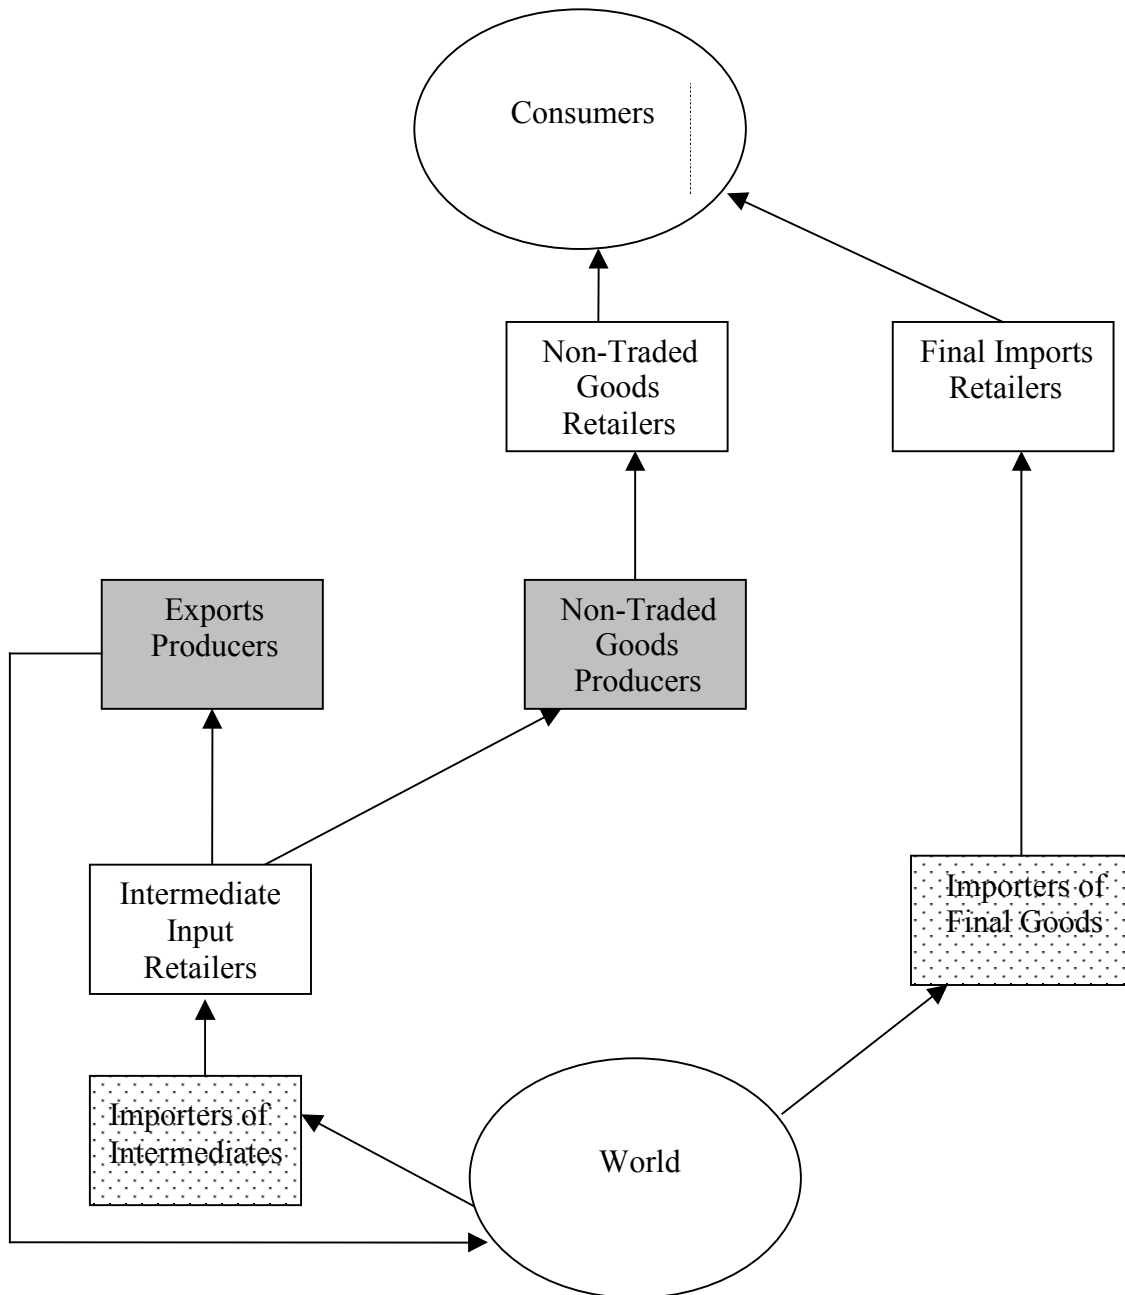 Consumers
Non-Traded
Goods
Retailers
Final Imports
Retailers
Exports
Producers
Non-Traded
Goods
Producers
Intermediate
Input
Retailers
Importers of
Final Goods
Importers of
Intermediates
World